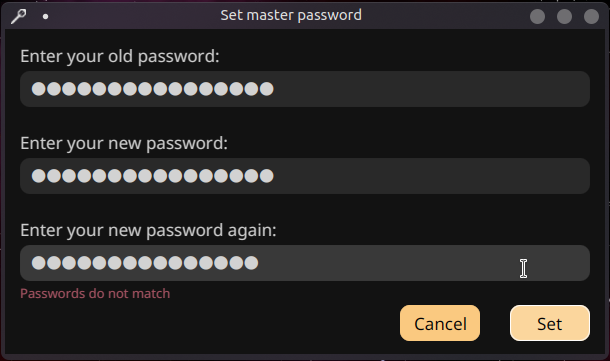 Set master password
Enter your old password:
●●●●●●●●●●●●●●●●
Enter your new password:
●●●●●●●●●●●●●●●●
Enter your new password again:
●●●●●●●●●●●●●●●
Passwords do not match
Cancel Set